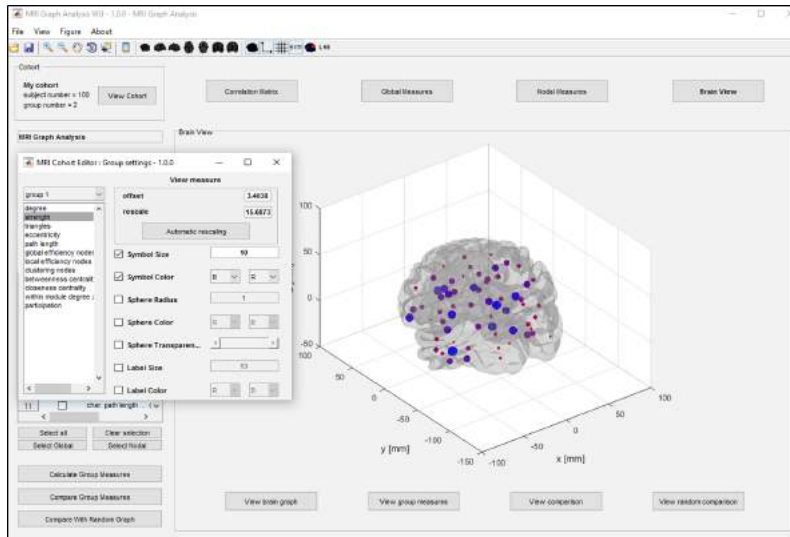 MRI Graph Analysis WU - 1.0.0 - MRI Graph Analysis
File View Figure About
Cohort
My cohort
subject number = 100
group number = 2
View Cohort
Correlation Matrix
Global Measures
Nodal Measures
Brain View
MRI Graph Analysis
Brain View
MRI Cohort Editor : Group settings - 1.0.0
View measure
group 1
offset
rescale
Automatic rescaling
degree
strength
triangles
eccentricity
path length
global efficiency nodes
local efficiency nodes
clustering nodes
betweenness centralit
closeness centrality
within module degree
participation
Symbol Size 10
Symbol Color B R
Sphere Radius 1
Sphere Color R
Sphere Transparen...
Label Size
Label Color
11 char. path length
Select all Clear selection
Select Global Select Nodal
Calculate Group Measures
Compare Group Measures
Compare With Random Graph
100
50
0
-50
100
50
0
-50
-100
-150
y [mm]
-100
-50
0
50
100
x [mm]
View brain graph
View group measures
View comparison
View random comparison